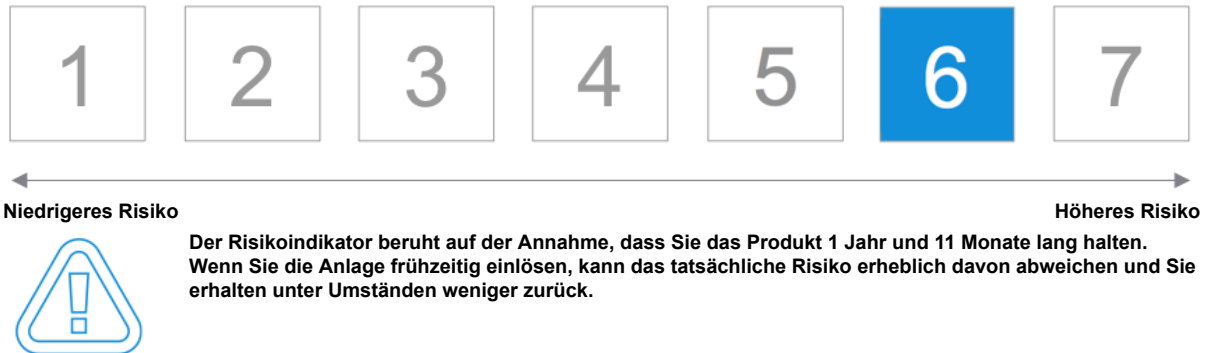 1 2 3 4 5 6 7
Niedrigeres Risiko Höheres Risiko
Der Risikoindikator beruht auf der Annahme, dass Sie das Produkt 1 Jahr und 11 Monate lang halten.
Wenn Sie die Anlage frühzeitig einlösen, kann das tatsächliche Risiko erheblich davon abweichen und Sie
erhalten unter Umständen weniger zurück.